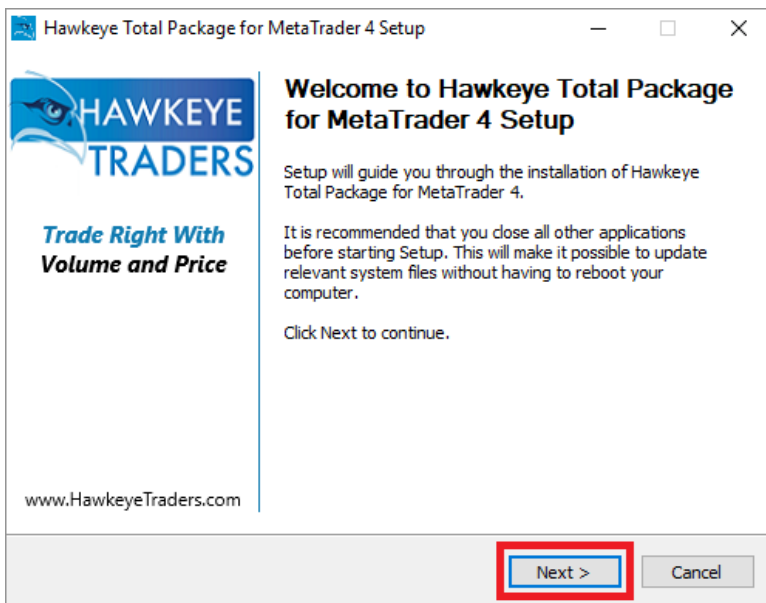 Hawkeye Total Package for MetaTrader 4 Setup
HAWKEYE
TRADERS
Trade Right With
Volume and Price
www.HawkeyeTraders.com
Welcome to Hawkeye Total Package
for MetaTrader 4 Setup
Setup will guide you through the installation of Hawkeye
Total Package for MetaTrader 4.
It is recommended that you close all other applications
before starting Setup. This will make it possible to update
relevant system files without having to reboot your
computer.
Click Next to continue.
Next >
Cancel